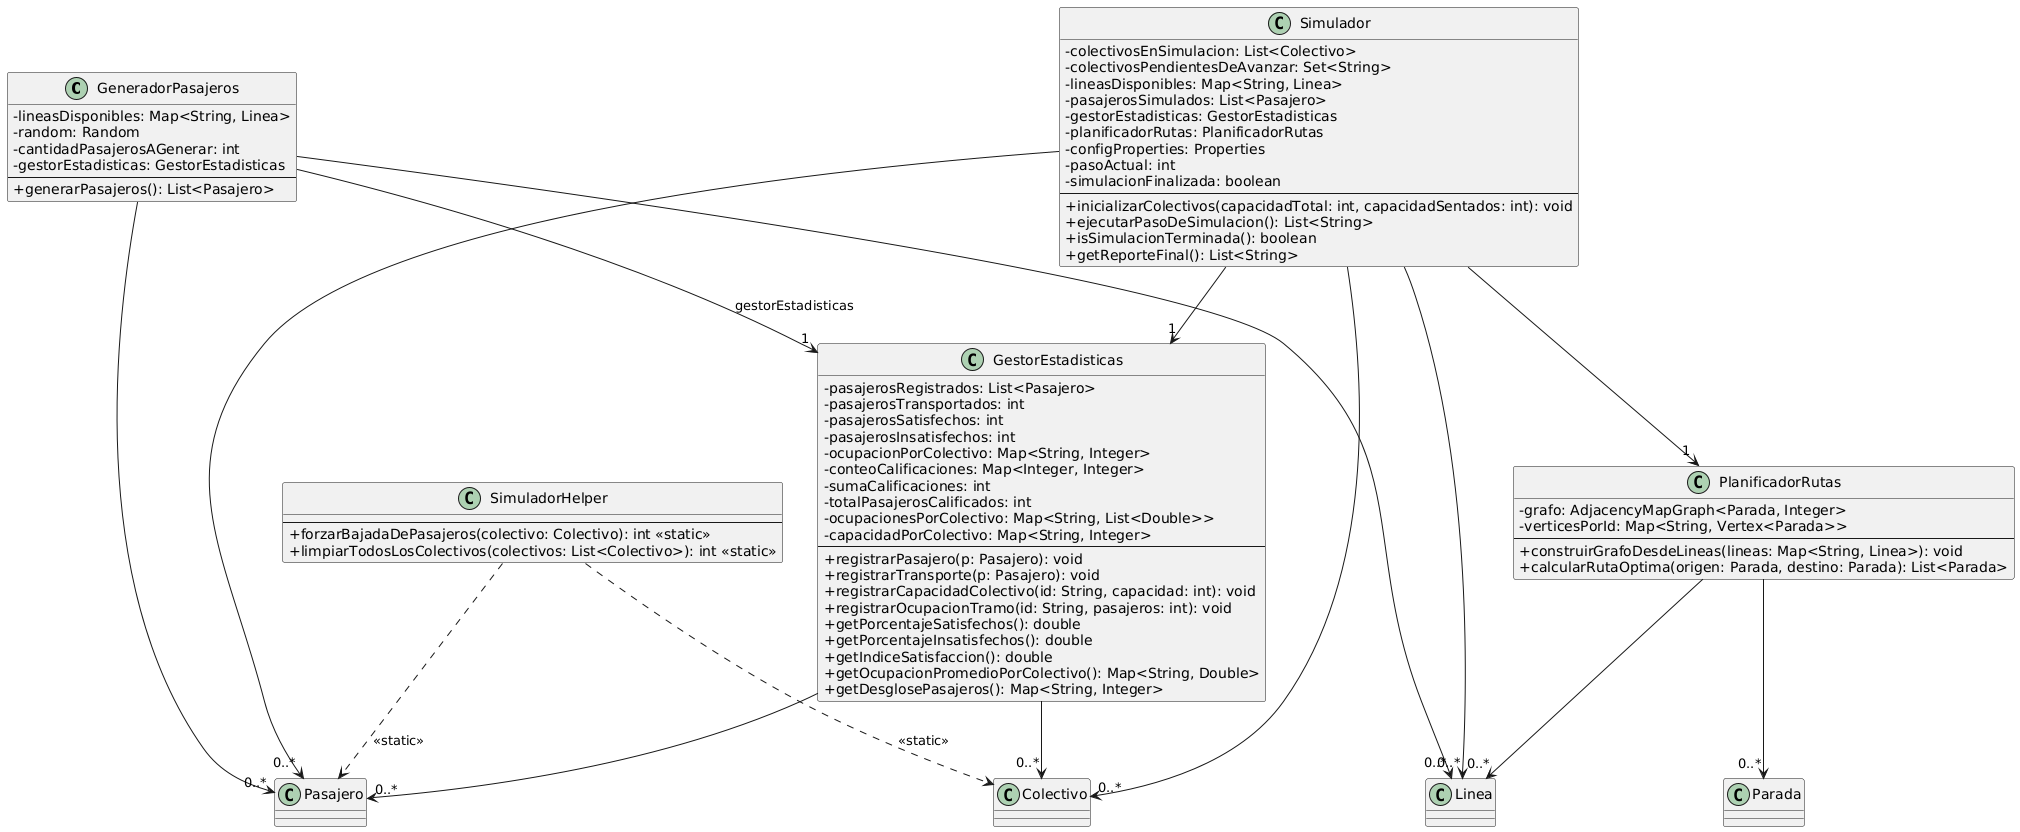 C Simulador
-colectivosEnSimulacion: List<Colectivo>
-colectivosPendientesDeAvanzar: Set<String>
-lineasDisponibles: Map<String, Linea>
-pasajerosSimulados: List<Pasajero>
-gestorEstadisticas: GestorEstadisticas
-planificadorRutas: PlanificadorRutas
-configProperties: Properties
-pasoActual: int
-simulacionFinalizada: boolean
+inicializarColectivos(capacidadTotal: int, capacidadSentados: int): void
+ejecutarPasoDeSimulacion(): List<String>
+isSimulacionTerminada(): boolean
+getReporteFinal(): List<String>
C GeneradorPasajeros
-lineasDisponibles: Map<String, Linea>
-random: Random
-cantidadPasajerosAGenerar: int
-gestorEstadisticas: GestorEstadisticas
+generarPasajeros(): List<Pasajero>
gestorEstadisticas
1
1
C GestorEstadisticas
-pasajerosRegistrados: List<Pasajero>
-pasajerosTransportados: int
-pasajerosSatisfechos: int
-pasajerosInsatisfechos: int
-ocupacionPorColectivo: Map<String, Integer>
-conteoCalificaciones: Map<Integer, Integer>
-sumaCalificaciones: int
-totalPasajerosCalificados: int
-ocupacionesPorColectivo: Map<String, List<Double>>
-capacidadPorColectivo: Map<String, Integer>
+registrarPasajero(p: Pasajero): void
+registrarTransporte(p: Pasajero): void
+registrarCapacidadColectivo(id: String, capacidad: int): void
+registrarOcupacionTramo(id: String, pasajeros: int): void
+getPorcentajeSatisfechos(): double
+getPorcentajeInsatisfechos(): double
+getIndiceSatisfaccion(): double
+getOcupacionPromedioPorColectivo(): Map<String, Double>
+getDesglosePasajeros(): Map<String, Integer>
1
C PlanificadorRutas
-grafo: AdjacencyMapGraph<Parada, Integer>
-verticesPorId: Map<String, Vertex<Parada>>
+construirGrafoDesdeLineas(lineas: Map<String, Linea>): void
+calcularRutaOptima(origen: Parada, destino: Parada): List<Parada>
C SimuladorHelper
+forzarBajadaDePasajeros(colectivo: Colectivo): int «static»
+limpiarTodosLosColectivos(colectivos: List<Colectivo>): int «static»
«static»
«static»
0..*
0..*
0..*
0..*
0..*
0..*
0..*
0..*
C Pasajero
C Colectivo
C Linea
C Parada